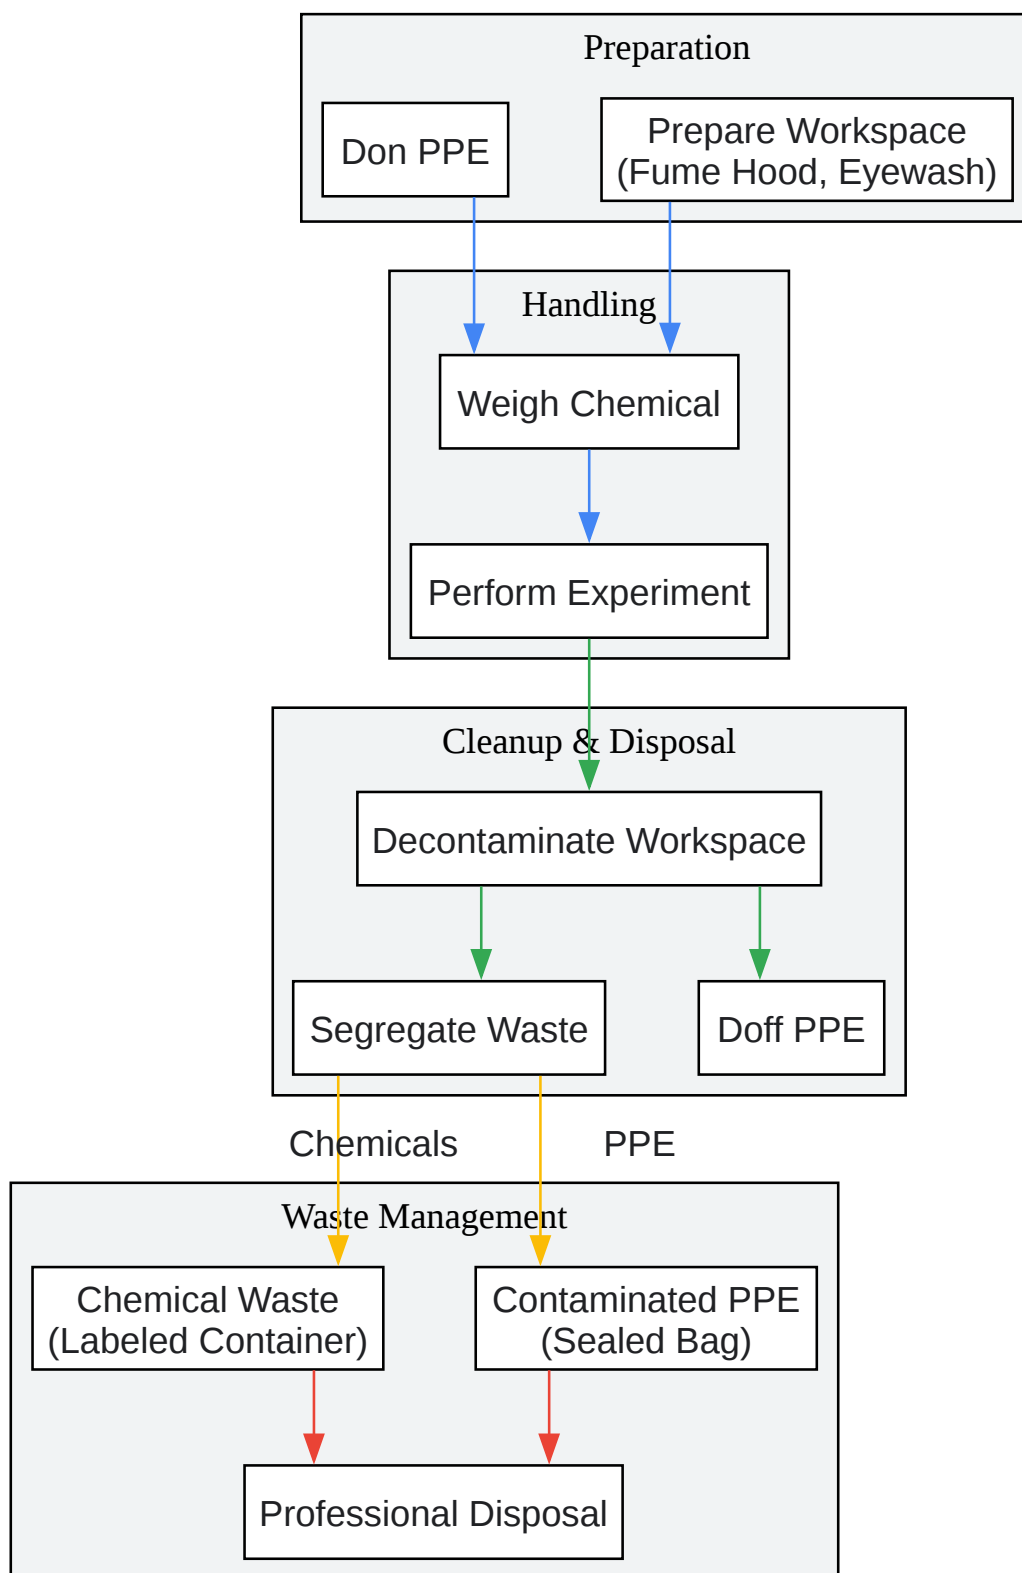 Preparation
Don PPE
Prepare Workspace
(Fume Hood, Eyewash)
Handling
Weigh Chemical
Perform Experiment
Cleanup & Disposal
Decontaminate Workspace
Segregate Waste
Doff PPE
Chemicals
PPE
Waste Management
Chemical Waste
(Labeled Container)
Contaminated PPE
(Sealed Bag)
Professional Disposal